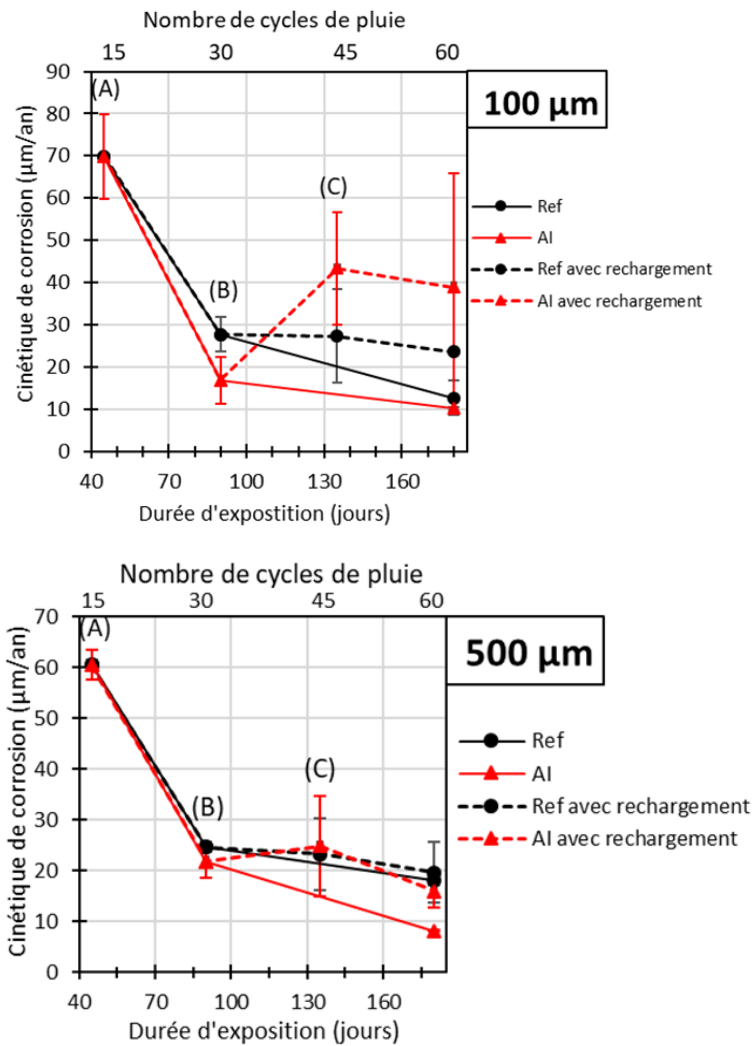 Nombre de cycles de pluie
15 30 45 60
90
80
70
60
50
40
30
20
10
0
(A)
(B)
(C)
100 µm
Cinétique de corrosion (µm/an)
Ref
AI
Ref avec rechargement
AI avec rechargement
40 70 100 130 160
Durée d'expostition (jours)
Nombre de cycles de pluie
15 30 45 60
70
60
50
40
30
20
10
0
(A)
(B)
(C)
500 µm
Cinétique de corrosion (µm/an)
Ref
AI
Ref avec rechargement
AI avec rechargement
40 70 100 130 160
Durée d'exposition (jours)